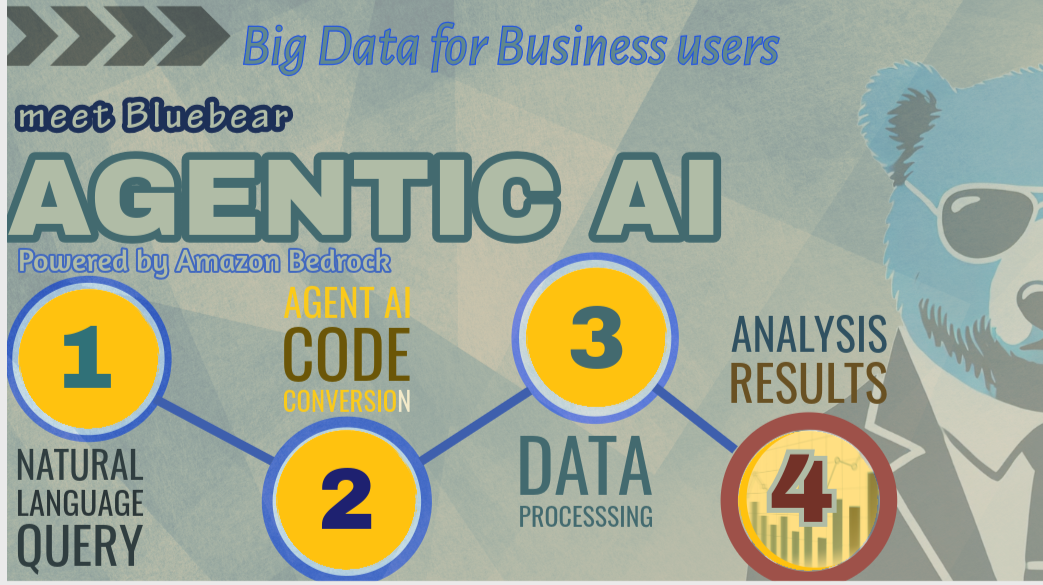 Big Data for Business users
meet Bluebear
AGENTIC AI
Powered by Amazon Bedrock
1
NATURAL
LANGUAGE
QUERY
AGENT AI
CODE
CONVERSION
2
3
DATA
PROCESSSING
ANALYSIS
RESULTS
4